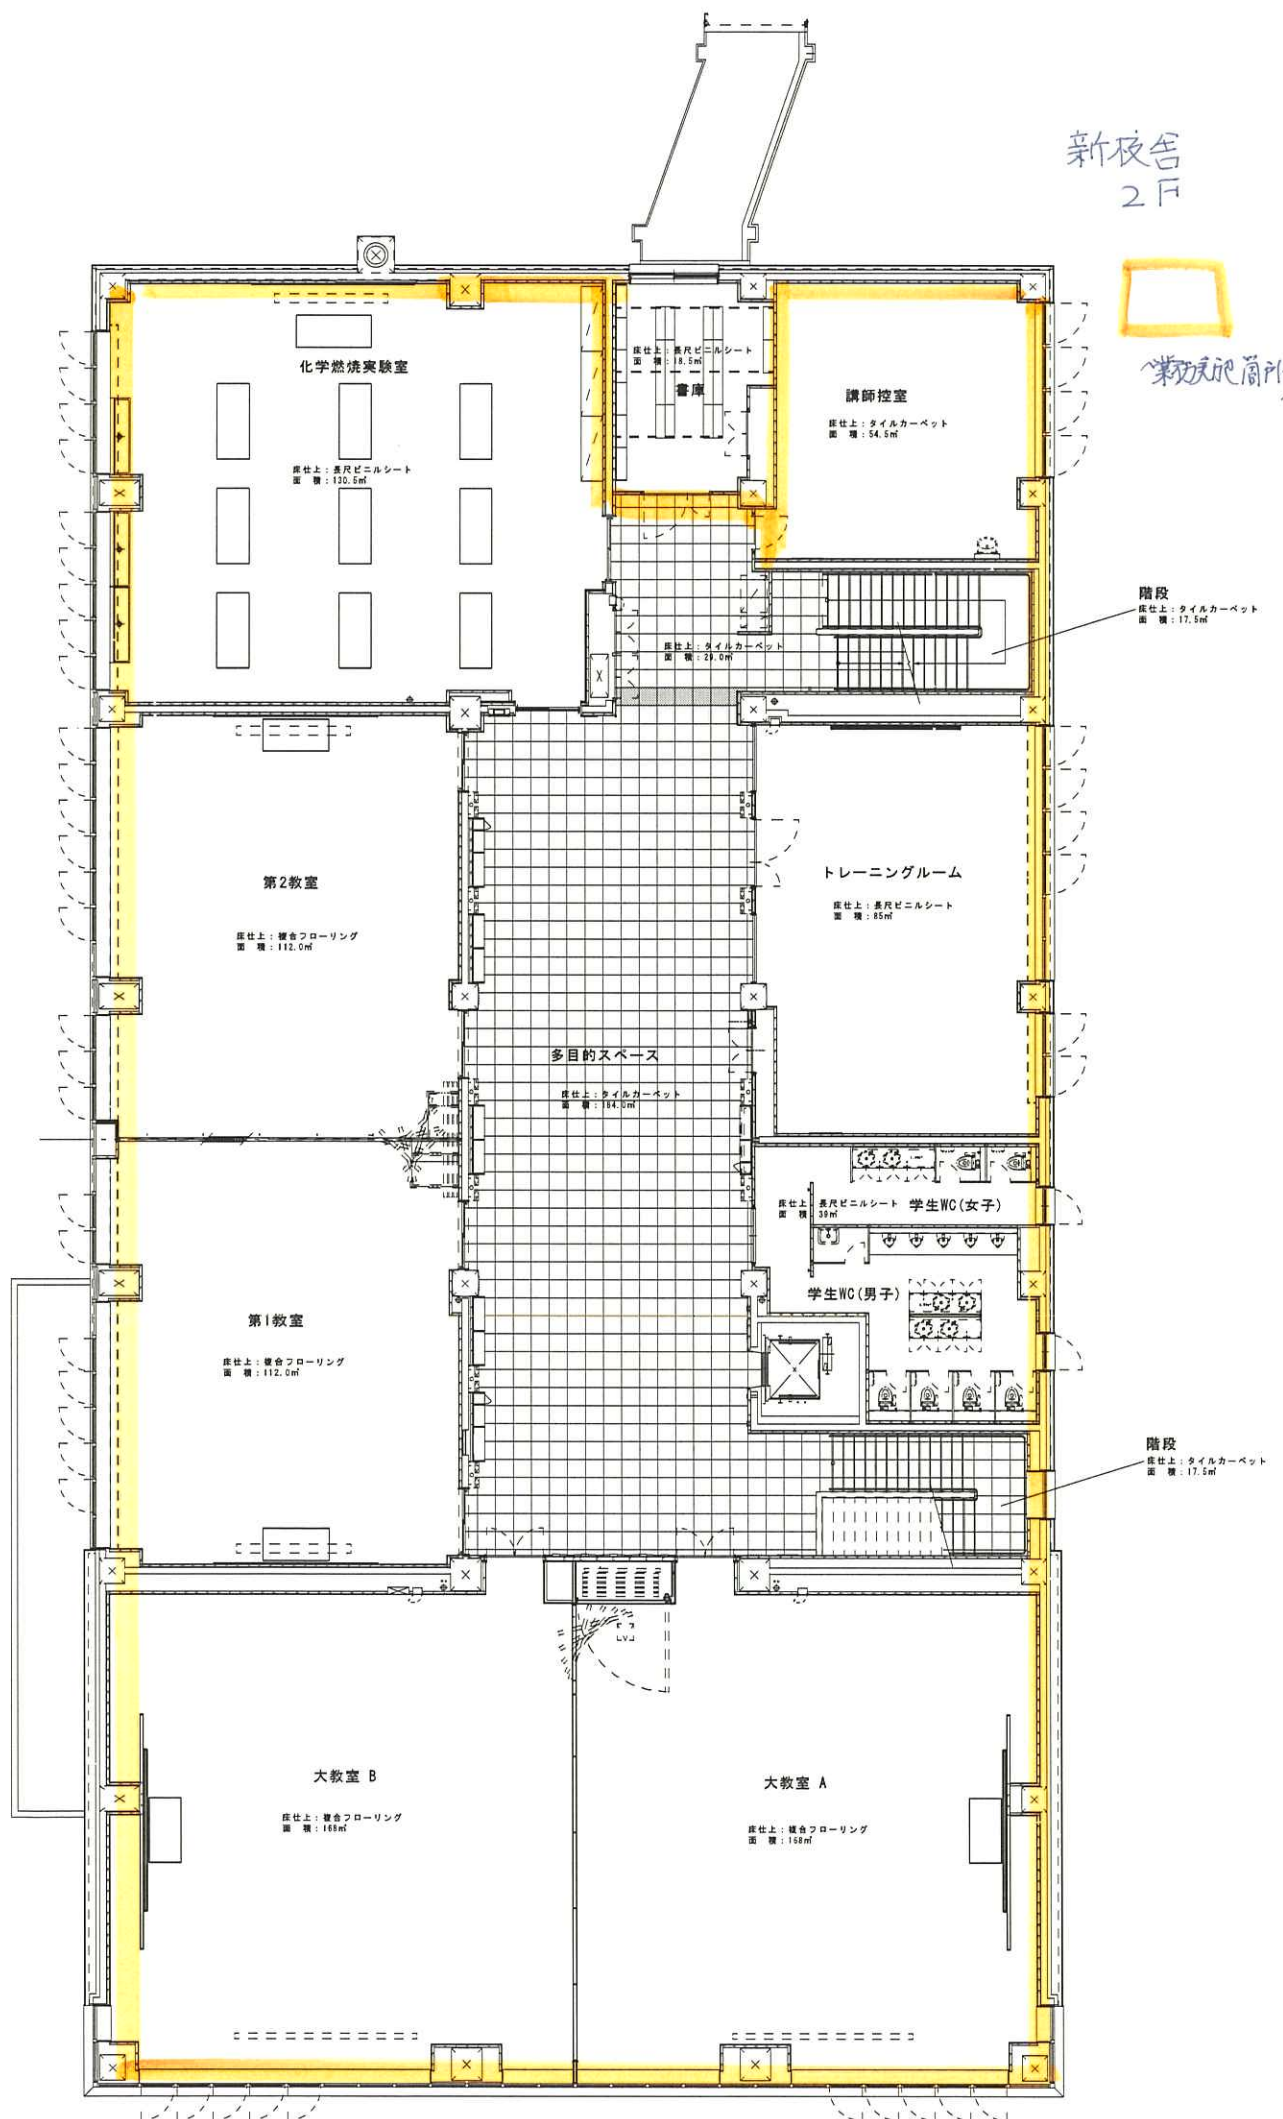 新校舎
2F
業務実施箇所
化学燃焼実験室
床仕上：長尺ビニルシート
面 積：130.5㎡
床仕上：長尺ビニルシート
面 積：18.5㎡
書庫
講師控室
床仕上：タイルカーペット
面 積：54.5㎡
階段
床仕上：タイルカーペット
面 積：17.5㎡
床仕上：タイルカーペット
面 積：29.0㎡
第2教室
床仕上：複合フローリング
面 積：112.0㎡
トレーニングルーム
床仕上：長尺ビニルシート
面 積：85㎡
多目的スペース
床仕上：タイルカーペット
面 積：184.0㎡
床仕上：長尺ビニルシート
面 積：39㎡
学生WC(女子)
学生WC(男子)
第1教室
床仕上：複合フローリング
面 積：112.0㎡
階段
床仕上：タイルカーペット
面 積：17.5㎡
大教室 B
床仕上：複合フローリング
面 積：168㎡
大教室 A
床仕上：複合フローリング
面 積：168㎡